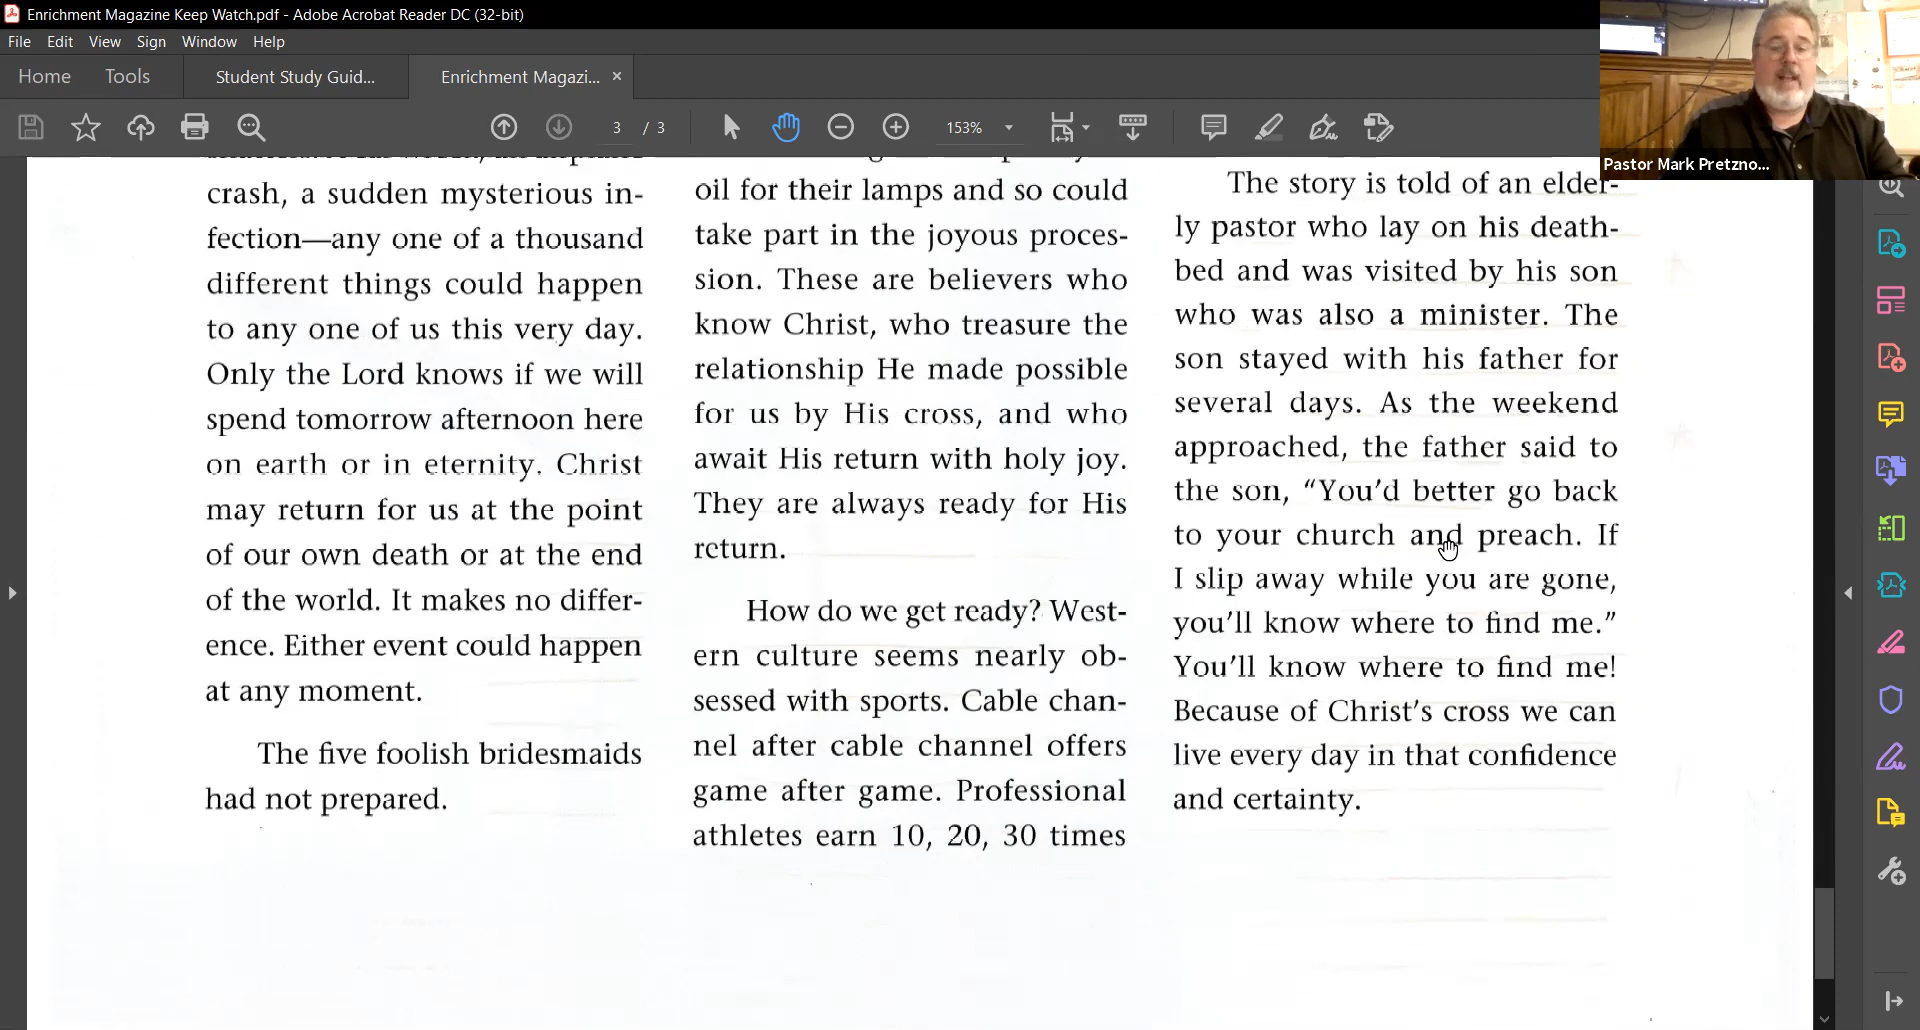 Enrichment Magazine Keep Watch.pdf - Adobe Acrobat Reader DC (32-bit)
File Edit View Sign Window Help
Home Tools Student Study Guid... Enrichment Magazi... ×
3 / 3 153%
Pastor Mark Pretzno...
crash, a sudden mysterious in-
fection—any one of a thousand
different things could happen
to any one of us this very day.
Only the Lord knows if we will
spend tomorrow afternoon here
on earth or in eternity. Christ
may return for us at the point
of our own death or at the end
of the world. It makes no differ-
ence. Either event could happen
at any moment.
The five foolish bridesmaids
had not prepared.
oil for their lamps and so could
take part in the joyous proces-
sion. These are believers who
know Christ, who treasure the
relationship He made possible
for us by His cross, and who
await His return with holy joy.
They are always ready for His
return.
How do we get ready? West-
ern culture seems nearly ob-
sessed with sports. Cable chan-
nel after cable channel offers
game after game. Professional
athletes earn 10, 20, 30 times
The story is told of an elder-
ly pastor who lay on his death-
bed and was visited by his son
who was also a minister. The
son stayed with his father for
several days. As the weekend
approached, the father said to
the son, “You’d better go back
to your church and preach. If
I slip away while you are gone,
you’ll know where to find me.”
You’ll know where to find me!
Because of Christ’s cross we can
live every day in that confidence
and certainty.